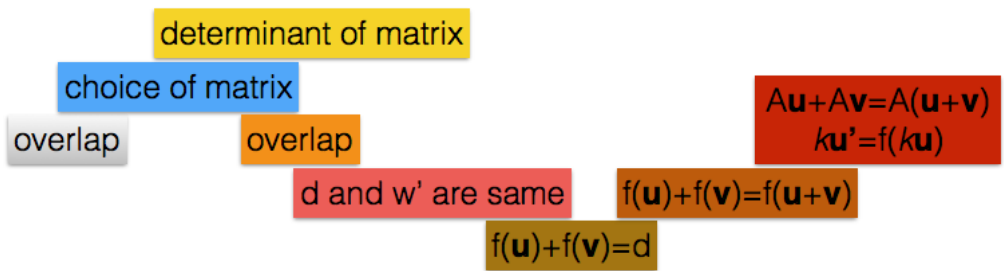 determinant of matrix
choice of matrix
Au+Av=A(u+v)
ku’=f(ku)
overlap
overlap
d and w’ are same
f(u)+f(v)=f(u+v)
f(u)+f(v)=d